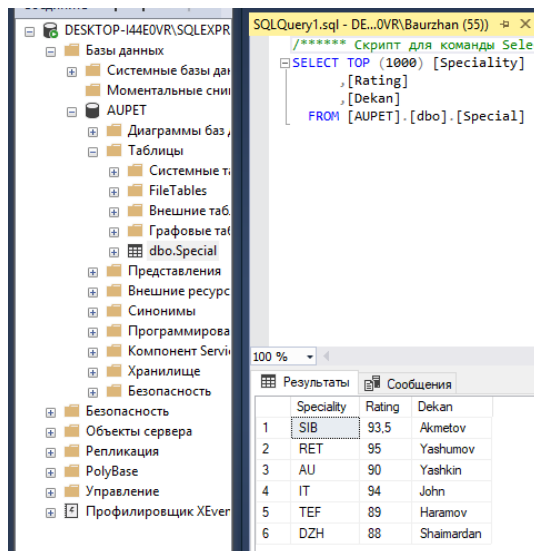 DESKTOP-I44E0VR\SQLEXPR
Базы данных
Системные базы дан
Моментальные сни
AUPET
Диаграммы баз
Таблицы
Системные т
FileTables
Внешние таб
Графовые та
dbo.Special
Представления
Внешние ресурс
Синонимы
Программирова
Компонент Servi
Хранилище
Безопасность
Безопасность
Объекты сервера
Репликация
PolyBase
Управление
Профилировщик XEver
SQLQuery1.sql - DE...0VR\Baurzhan (55))
/****** Скрипт для команды Sele
SELECT TOP (1000) [Speciality]
,[Rating]
,[Dekan]
FROM [AUPET].[dbo].[Special]
100 %
Результаты Сообщения
Speciality Rating Dekan
1 SIB 93,5 Akmetov
2 RET 95 Yashumov
3 AU 90 Yashkin
4 IT 94 John
5 TEF 89 Haramov
6 DZH 88 Shaimardan